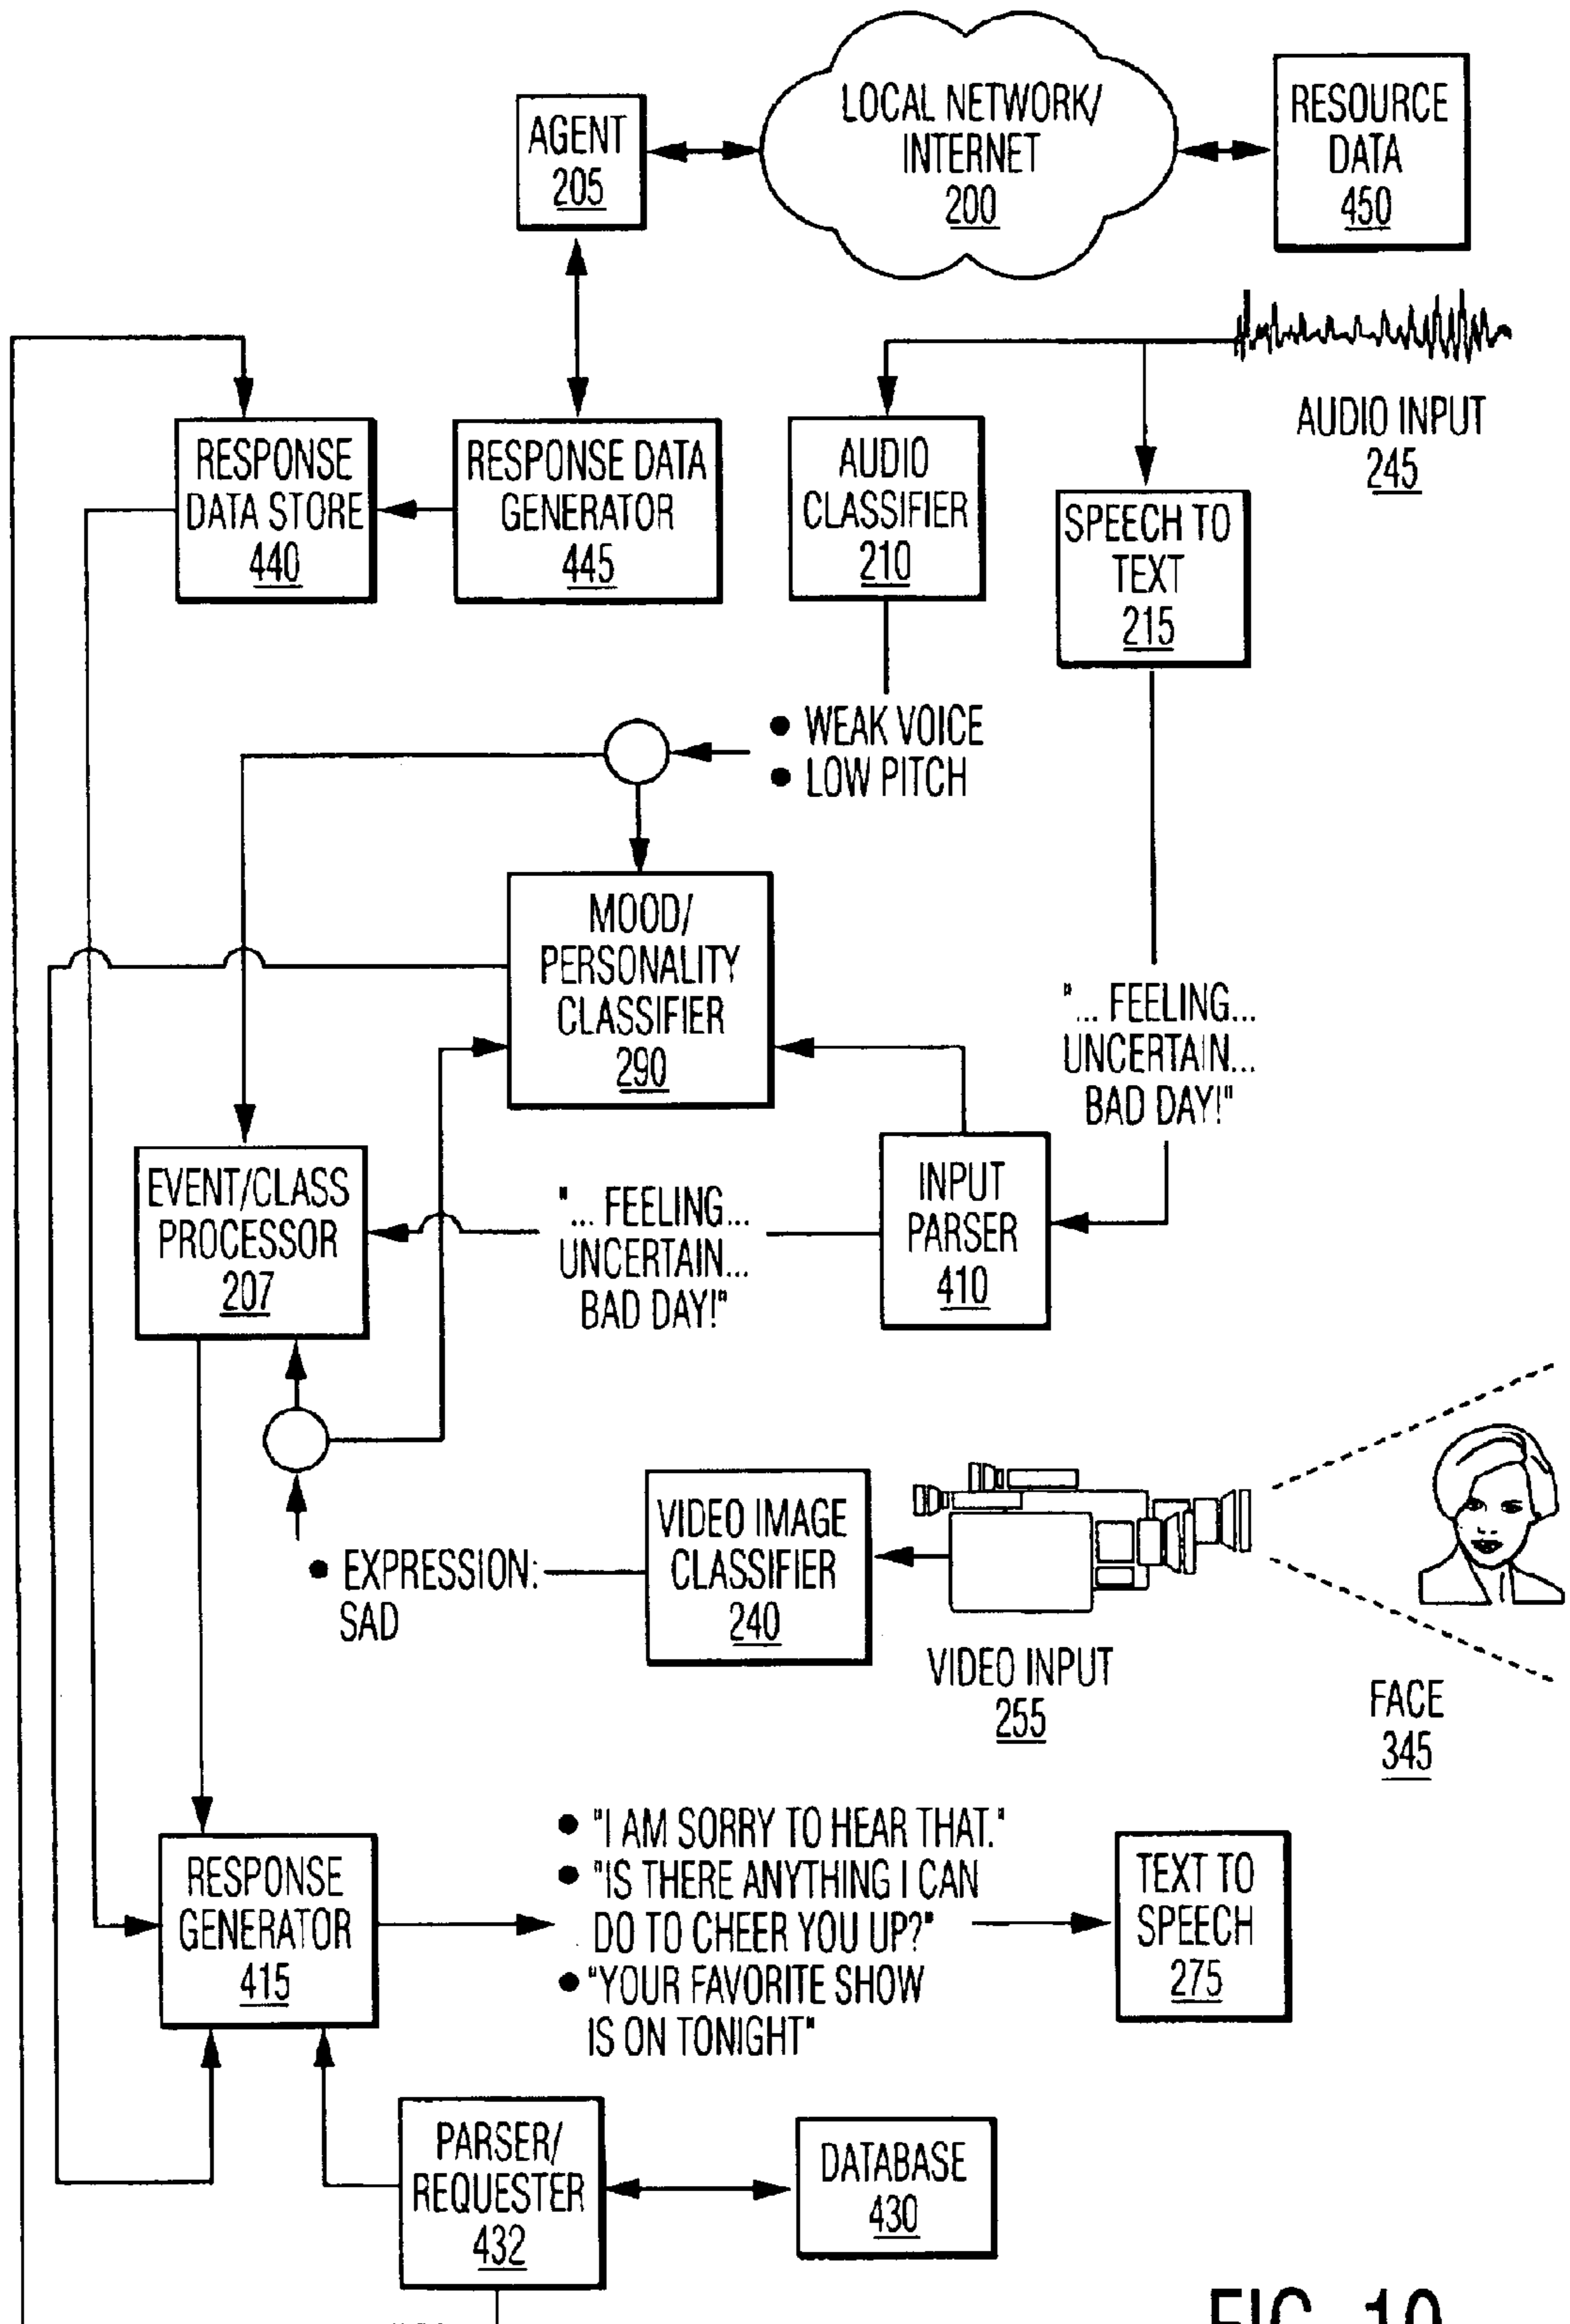 AGENT
205
LOCAL NETWORK/
INTERNET
200
RESOURCE
DATA
450
AUDIO INPUT
245
RESPONSE
DATA STORE
440
RESPONSE DATA
GENERATOR
445
AUDIO
CLASSIFIER
210
SPEECH TO
TEXT
215
• WEAK VOICE
• LOW PITCH
MOOD/
PERSONALITY
CLASSIFIER
290
"... FEELING...
UNCERTAIN...
BAD DAY!"
EVENT/CLASS
PROCESSOR
207
"... FEELING...
UNCERTAIN...
BAD DAY!"
INPUT
PARSER
410
• EXPRESSION:
SAD
VIDEO IMAGE
CLASSIFIER
240
VIDEO INPUT
255
FACE
345
RESPONSE
GENERATOR
415
• "I AM SORRY TO HEAR THAT."
• "IS THERE ANYTHING I CAN
DO TO CHEER YOU UP?"
• "YOUR FAVORITE SHOW
IS ON TONIGHT"
TEXT TO
SPEECH
275
PARSER/
REQUESTER
432
DATABASE
430
FIG. 10